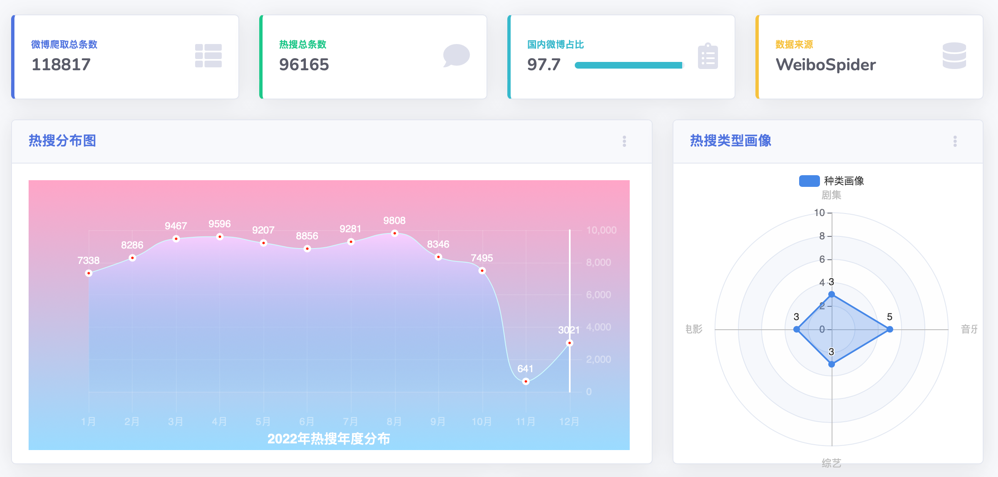 微博爬取总条数
118817
热搜总条数
96165
国内微博占比
97.7
数据来源
WeiboSpider
热搜分布图
7338
8286
9467
9596
9207
8856
9281
9808
8346
7495
641
3021
10,000
8,000
6,000
4,000
2,000
0
1月
2月
3月
4月
5月
6月
7月
8月
9月
10月
11月
12月
2022年热搜年度分布
热搜类型画像
种类画像
剧集
10
8
6
4
3
2
3
0
5
3
电影
音乐
综艺